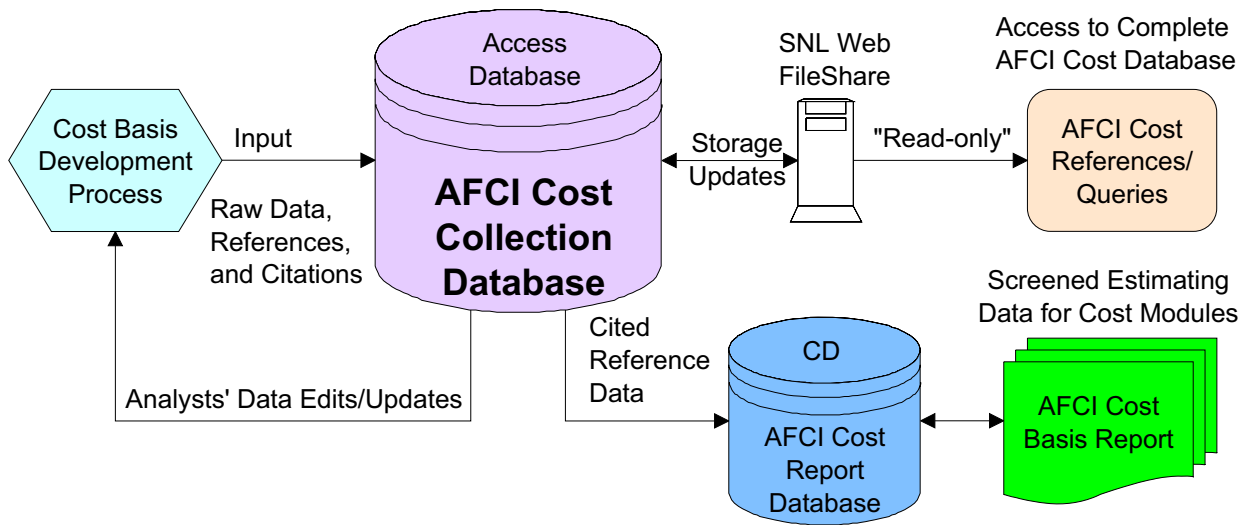 Access
Database
SNL Web
FileShare
Access to Complete
AFCI Cost Database
Cost Basis
Development
Process
Input
Raw Data,
References,
and Citations
AFCI Cost
Collection
Database
Storage
Updates
"Read-only"
AFCI Cost
References/
Queries
Analysts' Data Edits/Updates
Cited
Reference
Data
CD
AFCI Cost
Report
Database
Screened Estimating
Data for Cost Modules
AFCI Cost
Basis Report